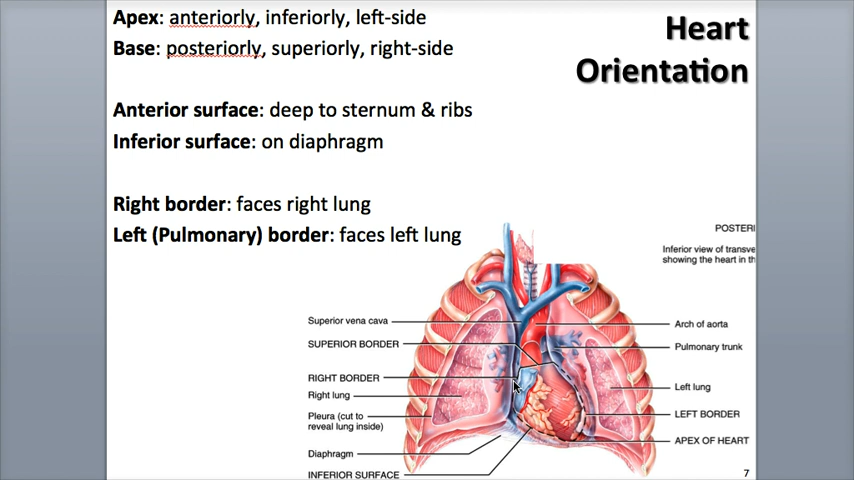 Apex: anteriorly, inferiorly, left-side
Base: posteriorly, superiorly, right-side
Heart
Orientation
Anterior surface: deep to sternum & ribs
Inferior surface: on diaphragm
Right border: faces right lung
Left (Pulmonary) border: faces left lung
POSTERI
Inferior view of transve
showing the heart in th
Superior vena cava
SUPERIOR BORDER
RIGHT BORDER
Right lung
Pleura (cut to
reveal lung inside)
Diaphragm
INFERIOR SURFACE
Arch of aorta
Pulmonary trunk
Left lung
LEFT BORDER
APEX OF HEART
7